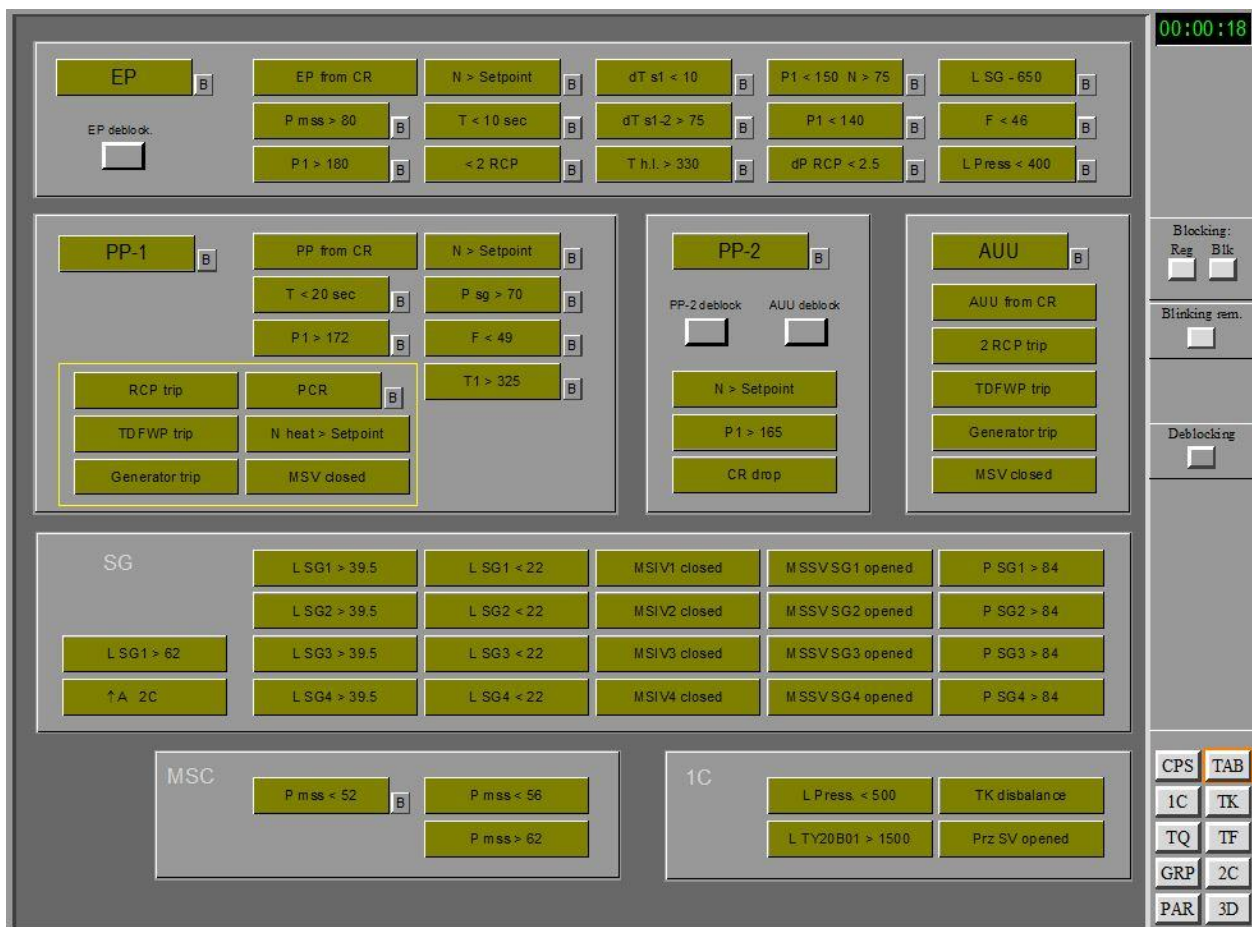 00:00:18
EP B EP from CR N > Setpoint B dT s1 < 10 B P1 < 150 N > 75 B L SG - 650 B
EP deblock. P mss > 80 B T < 10 sec B dT s1-2 > 75 B P1 < 140 B F < 46 B
P1 > 180 B < 2 RCP B T h.l. > 330 B dP RCP < 2.5 B L Press < 400 B
PP-1 B PP from CR N > Setpoint B
T < 20 sec B P sg > 70 B
P1 > 172 B F < 49 B
T1 > 325 B
RCP trip PCR B
TDFWP trip N heat > Setpoint
Generator trip MSV closed
PP-2 B
PP-2 deblock AUU deblock
N > Setpoint
P1 > 165
CR drop
AUU B
AUU from CR
2 RCP trip
TDFWP trip
Generator trip
MSV closed
Blocking:
Reg Blk
Blinking rem.
Deblocking
SG
L SG1 > 39.5 L SG1 < 22 MSIV1 closed MSSV SG1 opened P SG1 > 84
L SG2 > 39.5 L SG2 < 22 MSIV2 closed MSSV SG2 opened P SG2 > 84
L SG1 > 62 L SG3 > 39.5 L SG3 < 22 MSIV3 closed MSSV SG3 opened P SG3 > 84
↑A 2C L SG4 > 39.5 L SG4 < 22 MSIV4 closed MSSV SG4 opened P SG4 > 84
MSC
P mss < 52 B P mss < 56
P mss > 62
1C
L Press. < 500 TK disbalance
L TY20B01 > 1500 Prz SV opened
CPS TAB
1C TK
TQ TF
GRP 2C
PAR 3D